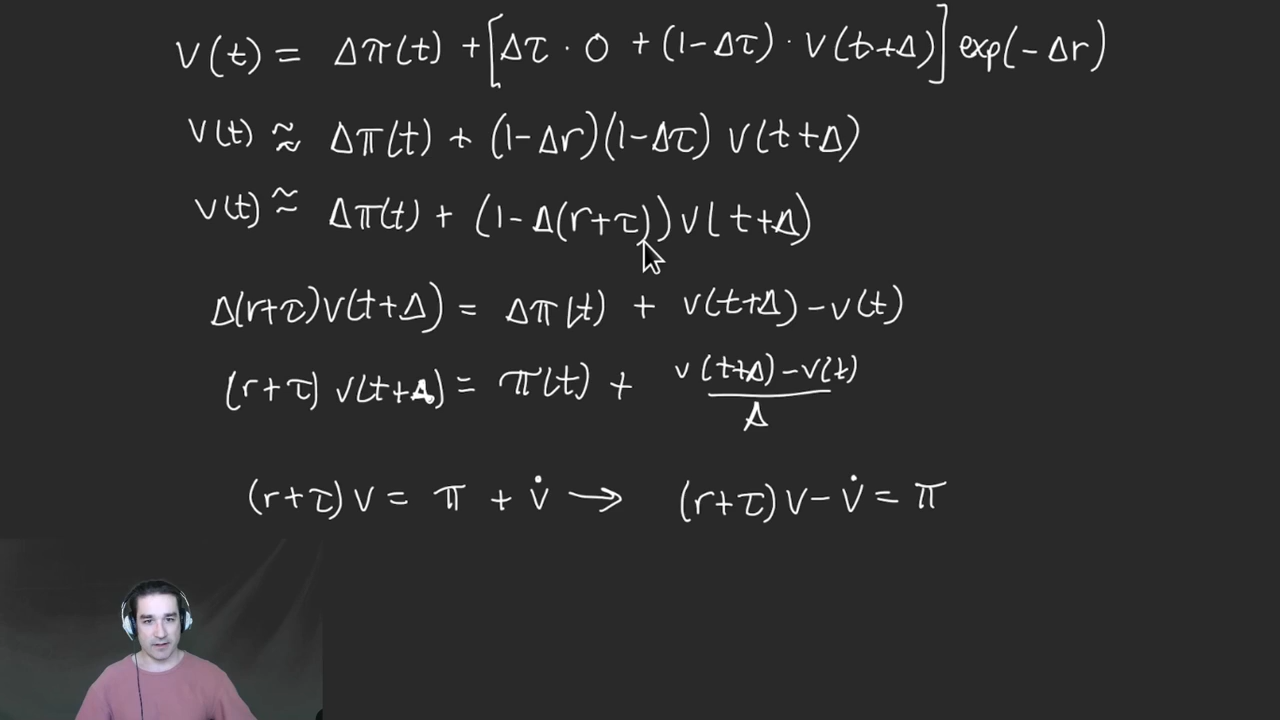 V(t) = Δπ(t) + [Δτ · 0 + (1-Δτ) · V(t+Δ)] exp(-Δr)
V(t) ≈ Δπ(t) + (1-Δr)(1-Δτ) V(t+Δ)
V(t) ≈ Δπ(t) + (1-Δ(r+τ)) V(t+Δ)
Δ(r+τ)V(t+Δ) = Δπ(t) + V(t+Δ) - V(t)
(r+τ) V(t+Δ) = π(t) + (V(t+Δ) - V(t)) / Δ
(r+τ) V = π + V̇ → (r+τ) V - V̇ = π